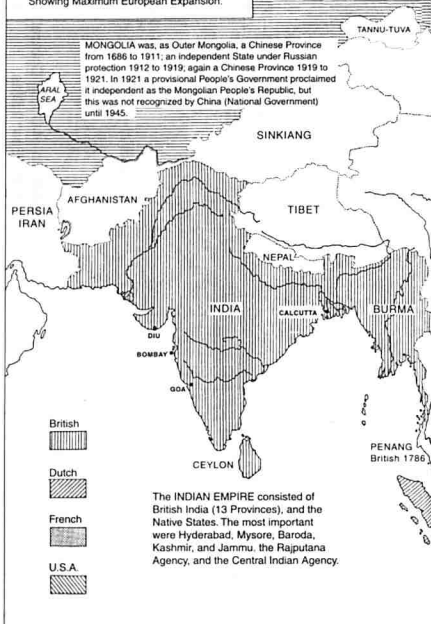 Showing Maximum European Expansion.
TANNU-TUVA
MONGOLIA was, as Outer Mongolia, a Chinese Province
from 1686 to 1911; an independent State under Russian
protection 1912 to 1919; again a Chinese Province 1919 to
1921. In 1921 a provisional People's Government proclaimed
it independent as the Mongolian People's Republic, but
this was not recognized by China (National Government)
until 1945.
ARAL
SEA
SINKIANG
AFGHANISTAN
PERSIA
IRAN
TIBET
NEPAL
INDIA
CALCUTTA
BURMA
DIU
BOMBAY
GOA
CEYLON
PENANG
British 1786
British
Dutch
French
U.S.A.
The INDIAN EMPIRE consisted of
British India (13 Provinces), and the
Native States. The most important
were Hyderabad, Mysore, Baroda,
Kashmir, and Jammu. the Rajputana
Agency, and the Central Indian Agency.